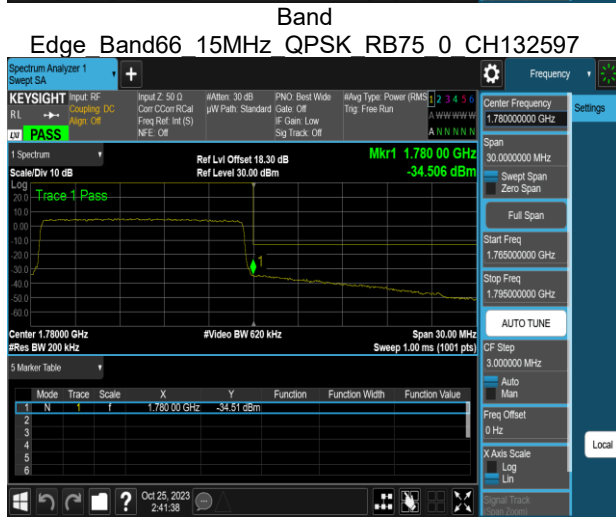 Band
Edge_Band66_15MHz_QPSK_RB75_0_CH132597
Spectrum Analyzer 1
Swept SA
+
Frequency
KEYSIGHT Input: RF
RL Coupling: DC
Align: Off
LXI PASS
Input Z: 50 Ω
Corr CCorr RCal
Freq Ref: Int (S)
NFE: Off
#Atten: 30 dB
µW Path: Standard
PNO: Best Wide
Gate: Off
IF Gain: Low
Sig Track: Off
#Avg Type: Power (RMS
Trig: Free Run
1 2 3 4 5 6
A W W W W W
A N N N N N
1 Spectrum
Scale/Div 10 dB
Ref Lvl Offset 18.30 dB
Ref Level 30.00 dBm
Mkr1 1.780 00 GHz
-34.506 dBm
Log
Trace 1 Pass
20.0
10.0
0.00
-10.0
-20.0
-30.0
-40.0
-50.0
-60.0
1
Center 1.78000 GHz
#Video BW 620 kHz
Span 30.00 MHz
#Res BW 200 kHz
Sweep 1.00 ms (1001 pts)
5 Marker Table
Mode Trace Scale X Y Function Function Width Function Value
1 N 1 f 1.780 00 GHz -34.51 dBm
2
3
4
5
6
Center Frequency
1.780000000 GHz
Settings
Span
30.0000000 MHz
Swept Span
Zero Span
Full Span
Start Freq
1.765000000 GHz
Stop Freq
1.795000000 GHz
AUTO TUNE
CF Step
3.000000 MHz
Auto
Man
Freq Offset
0 Hz
Local
X Axis Scale
Log
Lin
Signal Track
(Span Zoom)
?
Oct 25, 2023
2:41:38